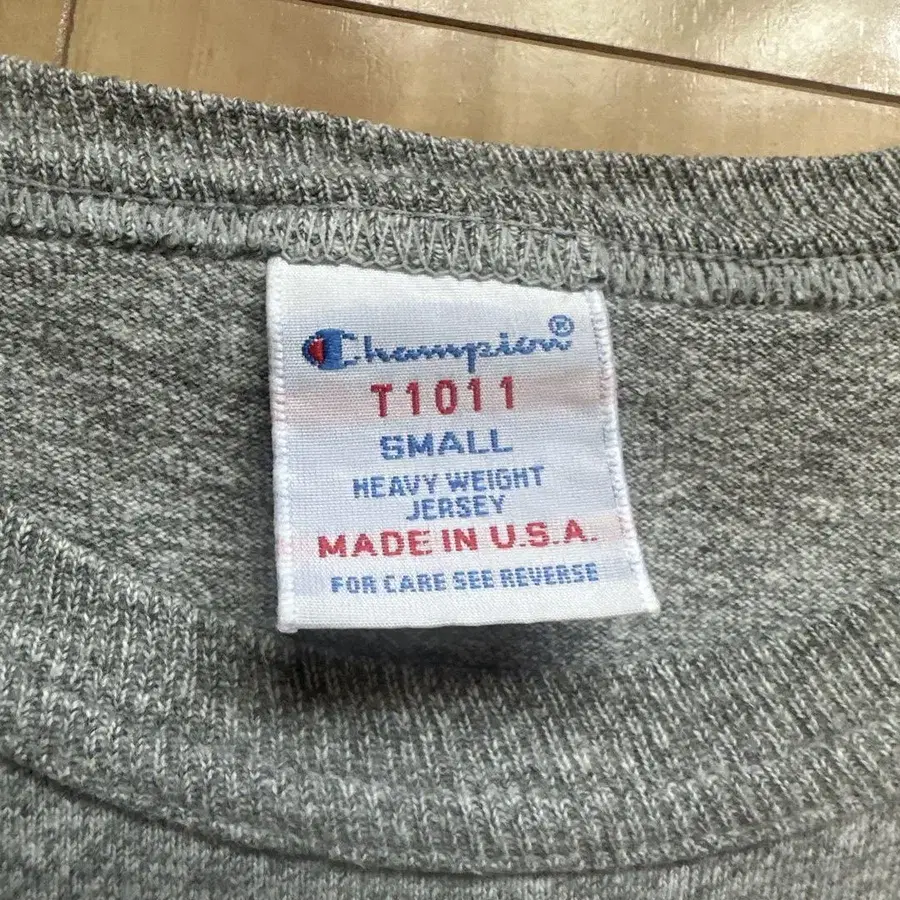 Champion®
T1011
SMALL
HEAVY WEIGHT
JERSEY
MADE IN U.S.A.
FOR CARE SEE REVERSE